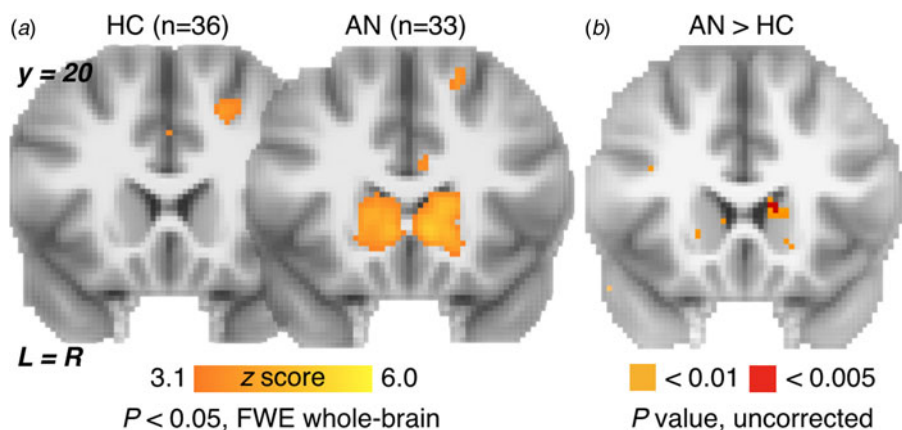 (a) HC (n=36) AN (n=33) (b) AN > HC
y = 20
L = R
3.1 z score 6.0 < 0.01 < 0.005
P < 0.05, FWE whole-brain P value, uncorrected